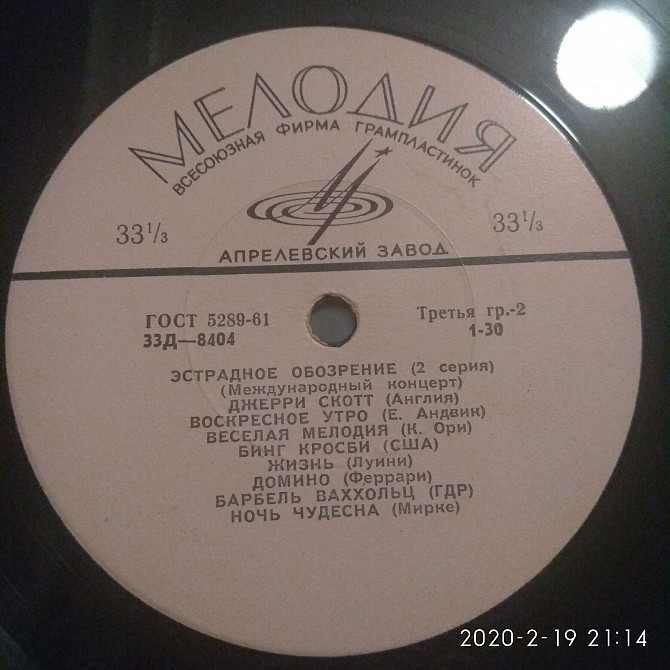 МЕЛОДИЯ
ВСЕСОЮЗНАЯ ФИРМА ГРАМПЛАСТИНОК
33⅓ 33⅓
АПРЕЛЕВСКИЙ ЗАВОД
ГОСТ 5289-61 Третья гр.-2
33Д—8404 1-30
ЭСТРАДНОЕ ОБОЗРЕНИЕ (2 серия)
(Международный концерт)
ДЖЕРРИ СКОТТ (Англия)
ВОСКРЕСНОЕ УТРО (Е. Андвик)
ВЕСЕЛАЯ МЕЛОДИЯ (К. Ори)
БИНГ КРОСБИ (США)
ЖИЗНЬ (Луини)
ДОМИНО (Феррари)
БАРБЕЛЬ ВАХХОЛЬЦ (ГДР)
НОЧЬ ЧУДЕСНА (Мирке)
2020-2-19 21:14